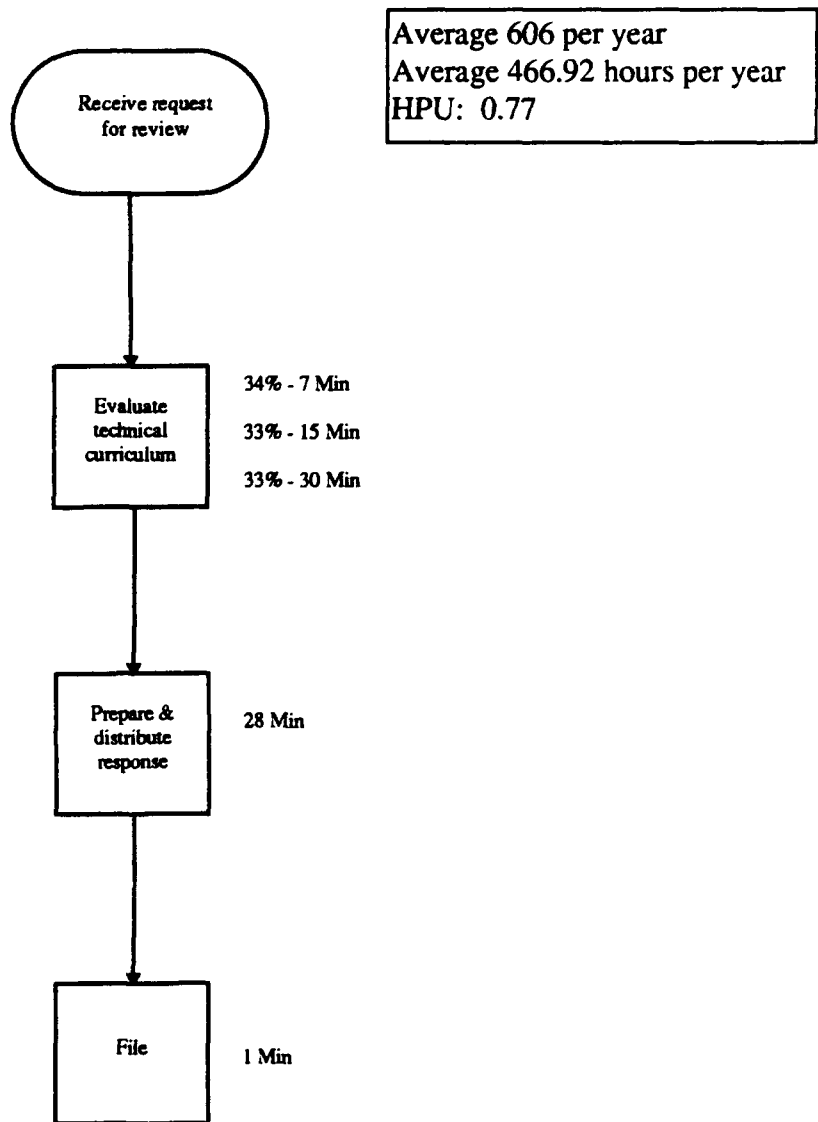 Average 606 per year
Average 466.92 hours per year
HPU: 0.77
Receive request
for review
Evaluate
technical
curriculum
34% - 7 Min
33% - 15 Min
33% - 30 Min
Prepare &
distribute
response
28 Min
File
1 Min